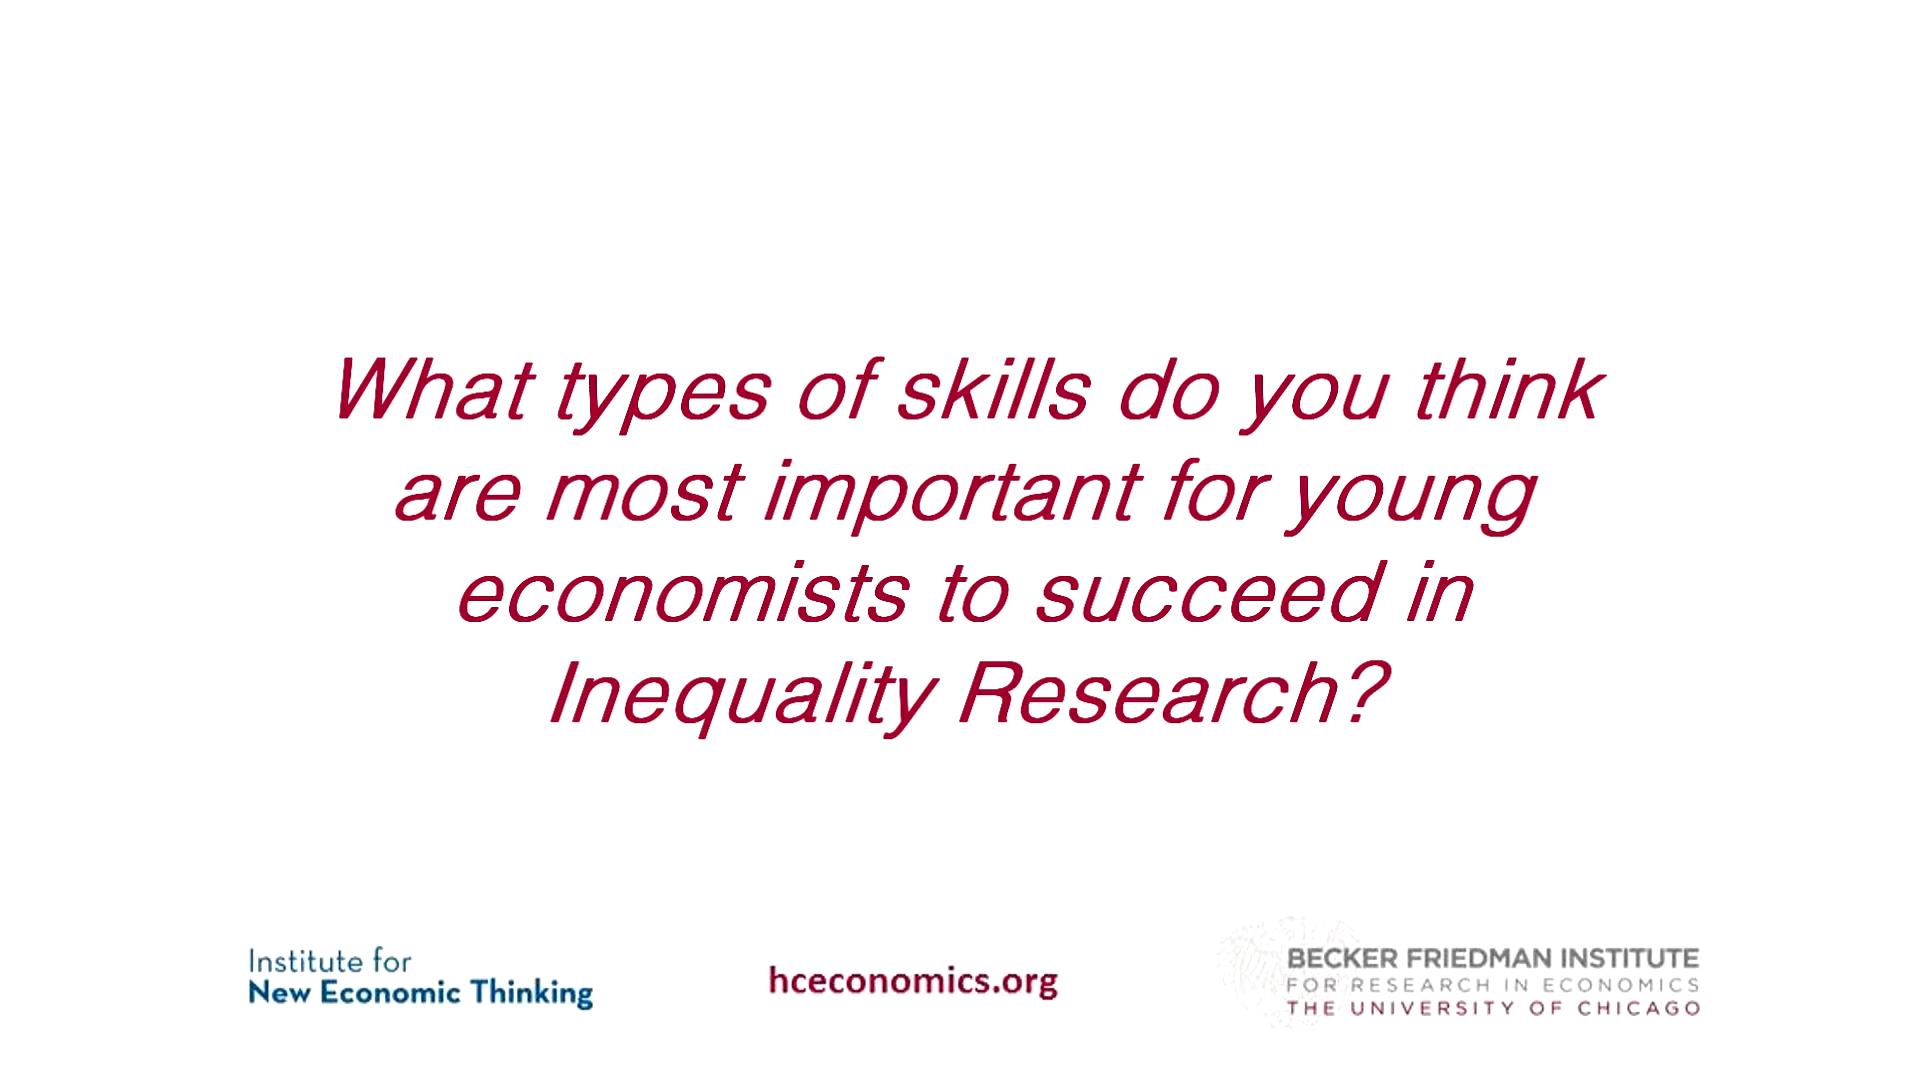 What types of skills do you think
are most important for young
economists to succeed in
Inequality Research?
Institute for
New Economic Thinking
hceconomics.org
BECKER FRIEDMAN INSTITUTE
FOR RESEARCH IN ECONOMICS
THE UNIVERSITY OF CHICAGO